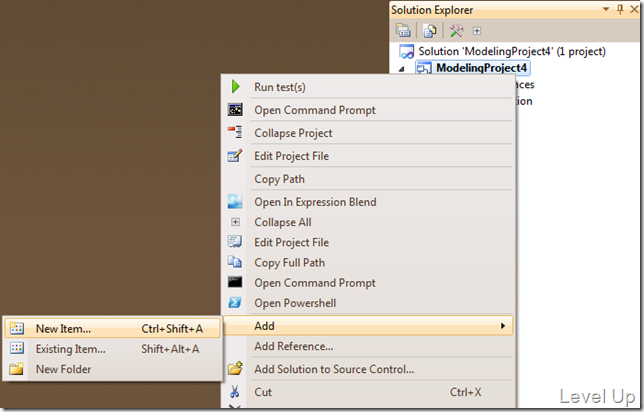 Solution Explorer
Solution 'ModelingProject4' (1 project)
ModelingProject4
nces
tion
Run test(s)
Open Command Prompt
Collapse Project
Edit Project File
Copy Path
Open In Expression Blend
Collapse All
Edit Project File
Copy Full Path
Open Command Prompt
Open Powershell
Add
Add Reference...
Add Solution to Source Control...
Cut Ctrl+X
New Item... Ctrl+Shift+A
Existing Item... Shift+Alt+A
New Folder
Level Up